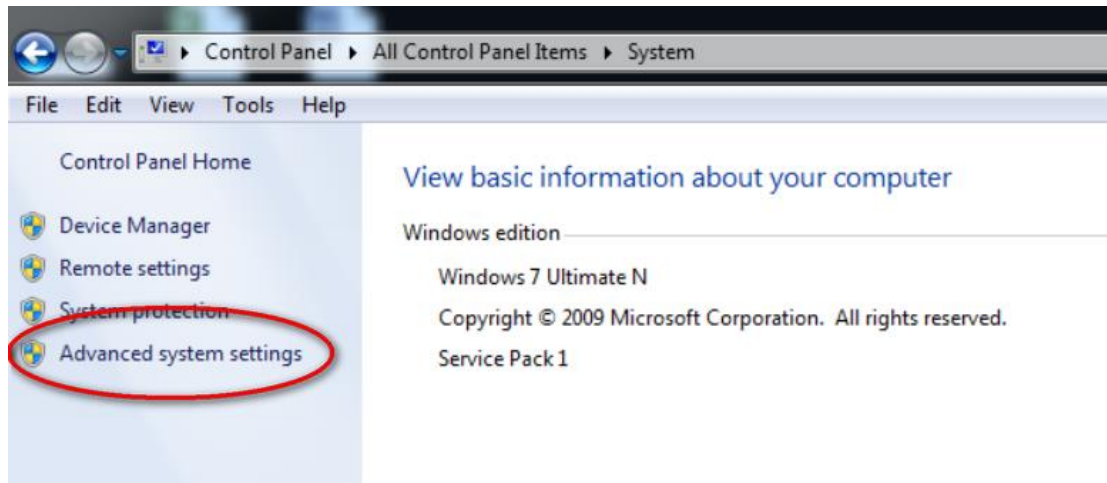 Control Panel ▸ All Control Panel Items ▸ System
File Edit View Tools Help
Control Panel Home
Device Manager
Remote settings
System protection
Advanced system settings
View basic information about your computer
Windows edition
Windows 7 Ultimate N
Copyright © 2009 Microsoft Corporation. All rights reserved.
Service Pack 1